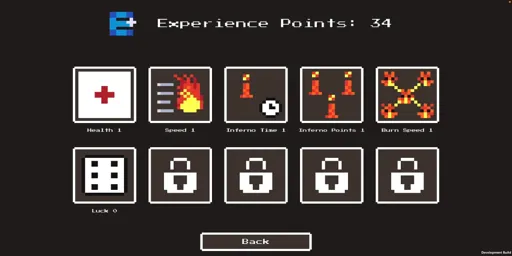 Experience Points: 34
Health 1
Speed 1
Inferno Time 1
Inferno Points 1
Burn Speed 1
Luck 0
Back
Development Build